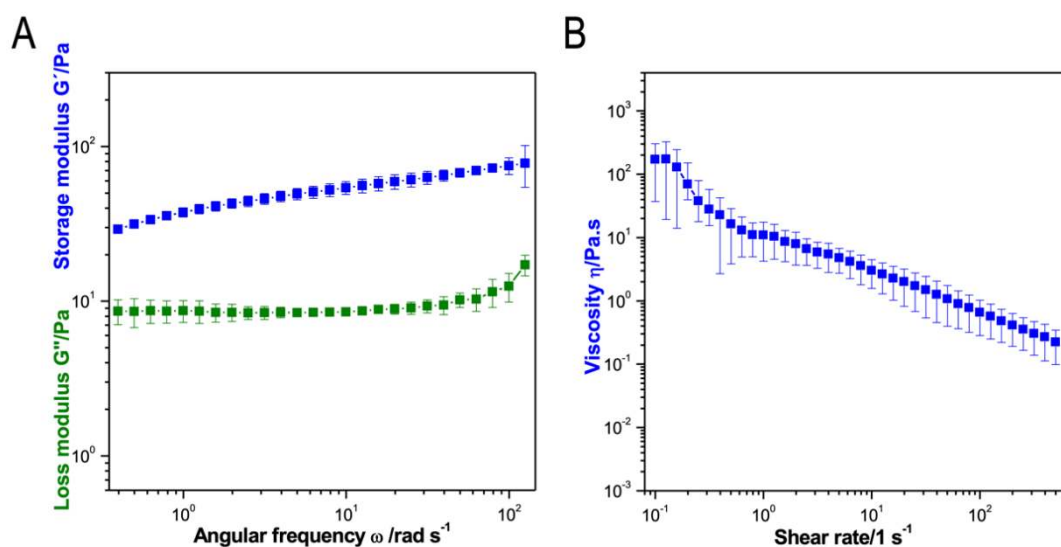 A
Storage modulus G´/Pa
Loss modulus G"/Pa
10²
10¹
10⁰
10⁰
10¹
10²
Angular frequency ω /rad s⁻¹
B
Viscosity η/Pa.s
10³
10²
10¹
10⁰
10⁻¹
10⁻²
10⁻³
10⁻¹
10⁰
10¹
10²
Shear rate/1 s⁻¹